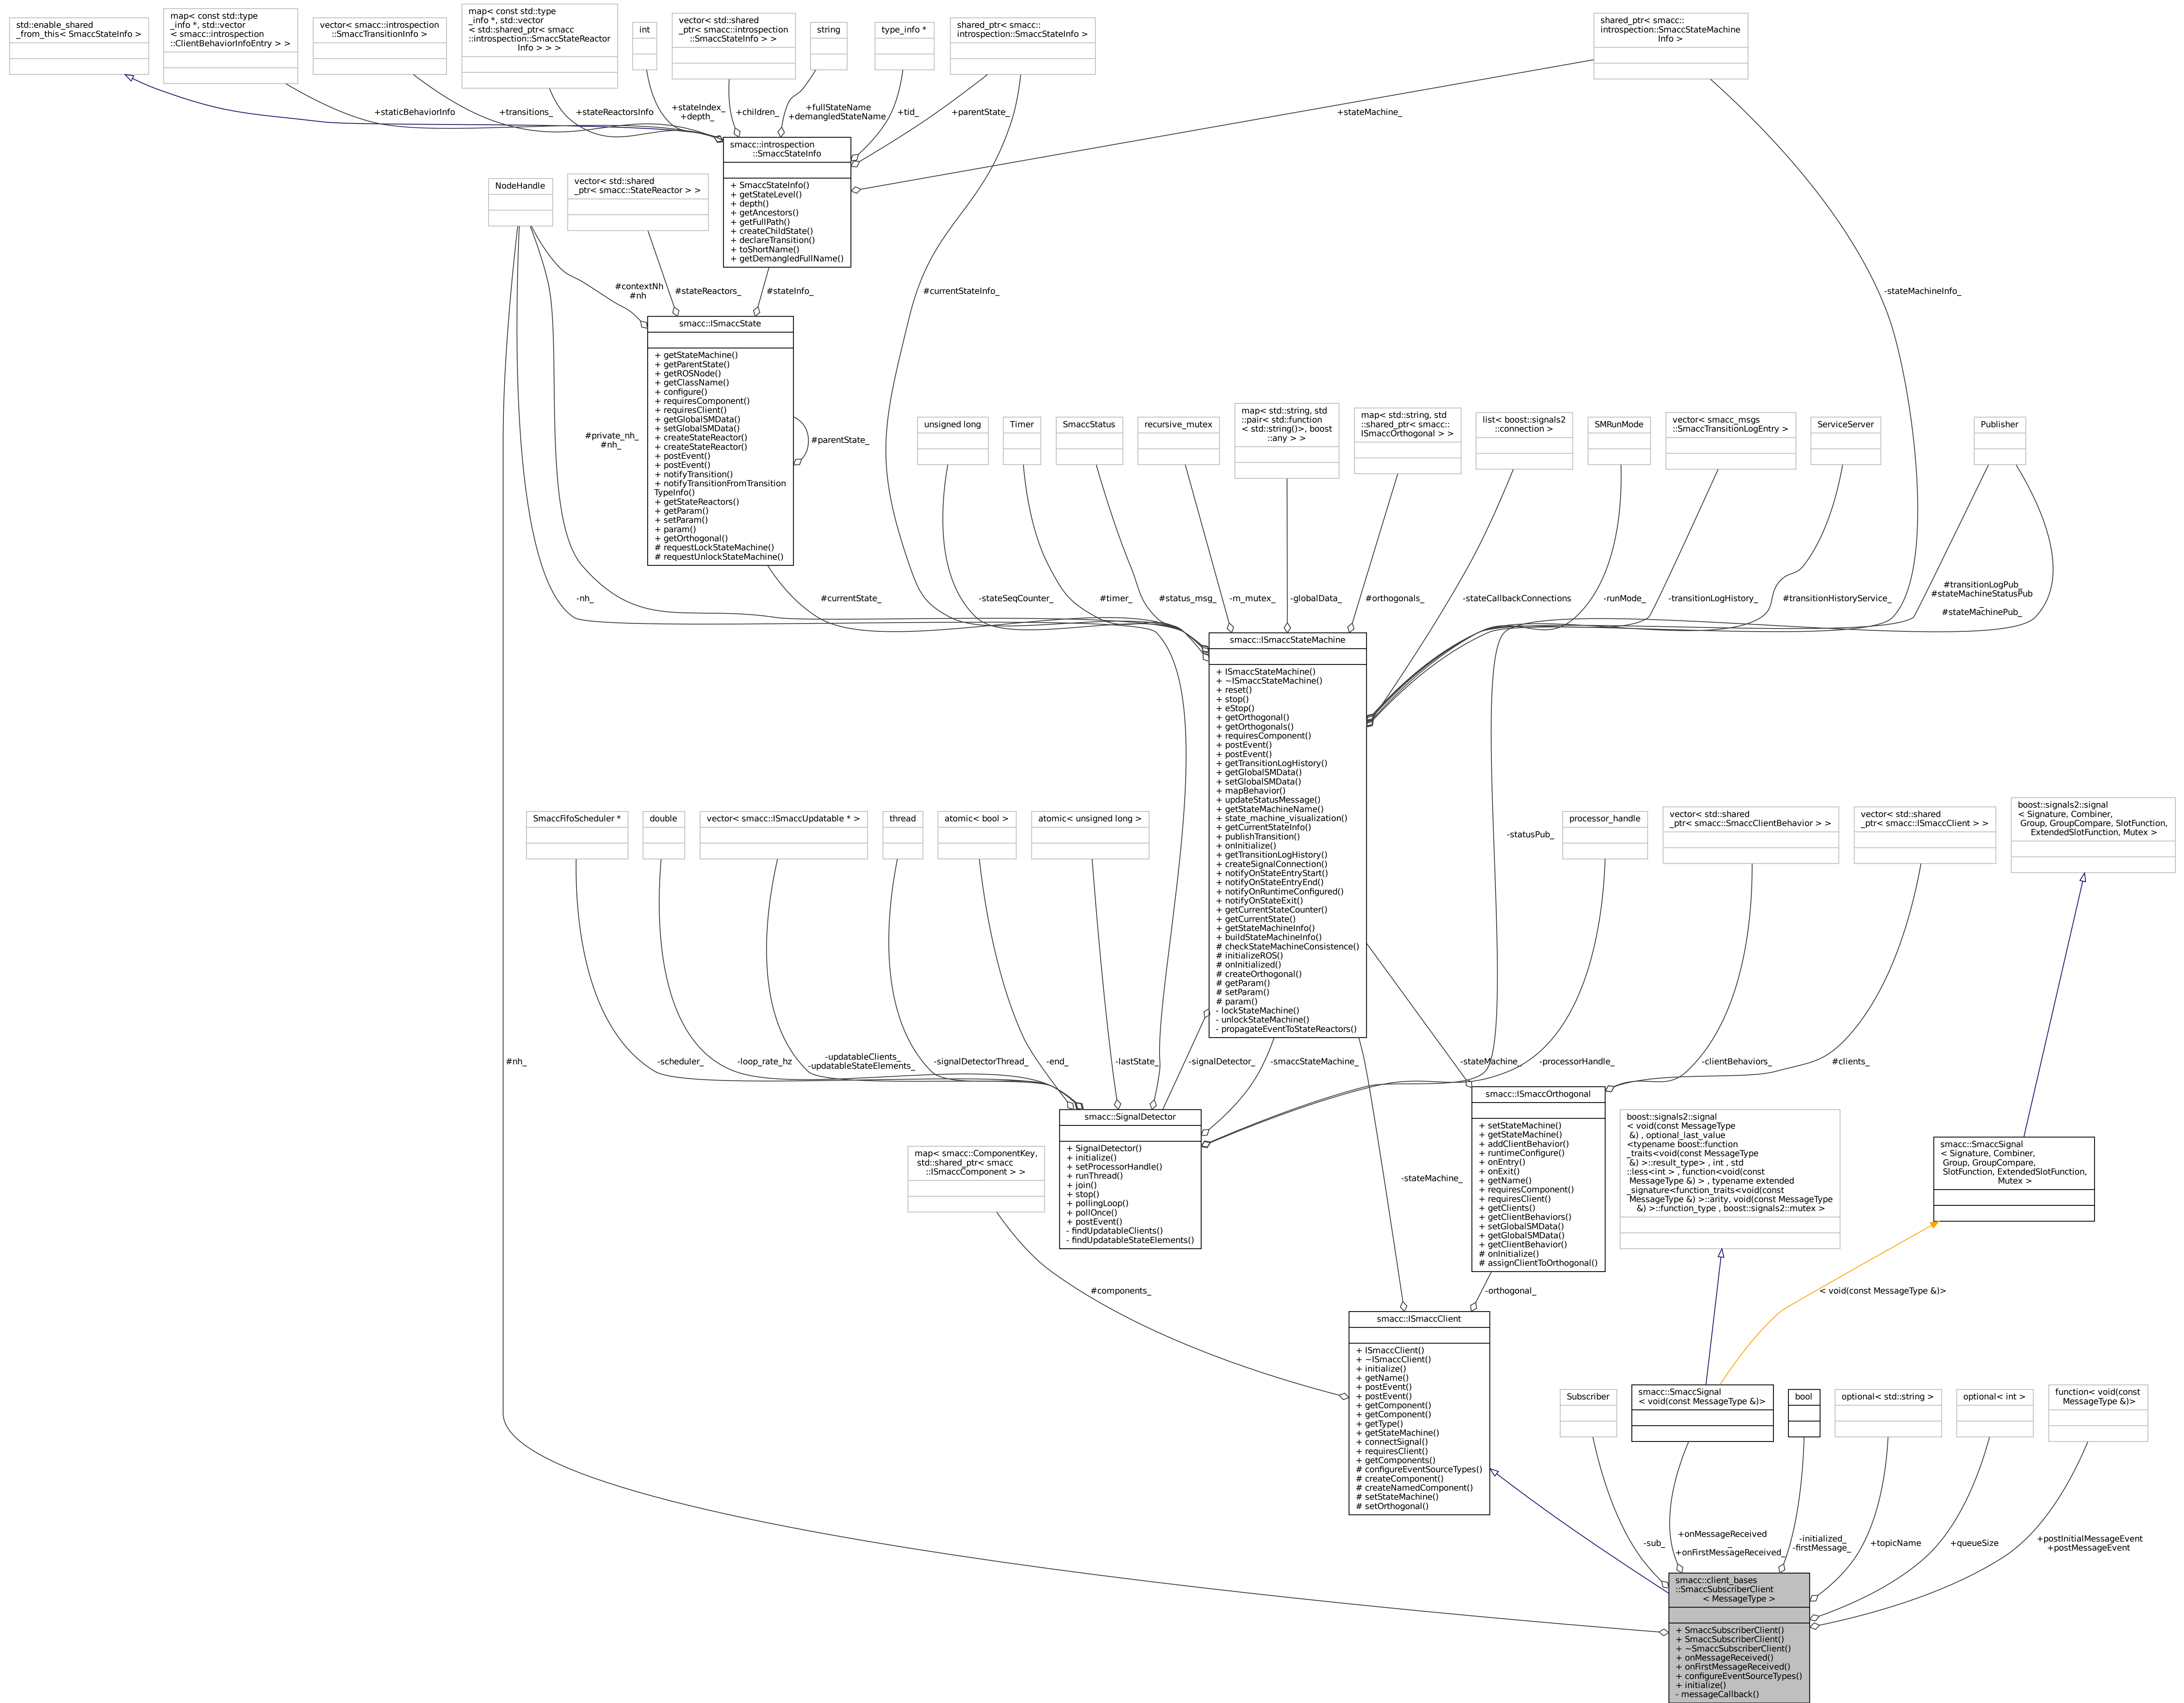 std::enable_shared
_from_this< SmaccStateInfo >
map< const std::type
_info *, std::vector
< smacc::introspection
::ClientBehaviorInfoEntry > >
vector< smacc::introspection
::SmaccTransitionInfo >
map< const std::type
_info *, std::vector
< std::shared_ptr< smacc
::introspection::SmaccStateReactor
Info > > >
int
vector< std::shared
_ptr< smacc::introspection
::SmaccStateInfo > >
string
type_info *
shared_ptr< smacc::
introspection::SmaccStateInfo >
shared_ptr< smacc::
introspection::SmaccStateMachine
Info >
+staticBehaviorInfo
+transitions_
+stateReactorsInfo
+stateIndex_
+depth_
+children_
+fullStateName
+demangledStateName
+tid_
+parentState_
+stateMachine_
smacc::introspection
::SmaccStateInfo
+ SmaccStateInfo()
+ getStateLevel()
+ depth()
+ getAncestors()
+ getFullPath()
+ createChildState()
+ declareTransition()
+ toShortName()
+ getDemangledFullName()
NodeHandle
vector< std::shared
_ptr< smacc::StateReactor > >
#contextNh
#nh
#stateReactors_
#stateInfo_
#currentStateInfo_
-stateMachineInfo_
smacc::ISmaccState
+ getStateMachine()
+ getParentState()
+ getROSNode()
+ getClassName()
+ configure()
+ requiresComponent()
+ requiresClient()
+ getGlobalSMData()
+ setGlobalSMData()
+ createStateReactor()
+ createStateReactor()
+ postEvent()
+ postEvent()
+ notifyTransition()
+ notifyTransitionFromTransition
TypeInfo()
+ getStateReactors()
+ getParam()
+ setParam()
+ param()
+ getOrthogonal()
# requestLockStateMachine()
# requestUnlockStateMachine()
#parentState_
#private_nh_
#nh_
unsigned long
Timer
SmaccStatus
recursive_mutex
map< std::string, std
::pair< std::function
< std::string()>, boost
::any > >
map< std::string, std
::shared_ptr< smacc::
ISmaccOrthogonal > >
list< boost::signals2
::connection >
SMRunMode
vector< smacc_msgs
::SmaccTransitionLogEntry >
ServiceServer
Publisher
-nh_
#currentState_
-stateSeqCounter_
#timer_
#status_msg_
-m_mutex_
-globalData_
#orthogonals_
-stateCallbackConnections
-runMode_
-transitionLogHistory_
#transitionHistoryService_
#transitionLogPub_
#stateMachineStatusPub
_
#stateMachinePub_
smacc::ISmaccStateMachine
+ ISmaccStateMachine()
+ ~ISmaccStateMachine()
+ reset()
+ stop()
+ eStop()
+ getOrthogonal()
+ getOrthogonals()
+ requiresComponent()
+ postEvent()
+ postEvent()
+ getTransitionLogHistory()
+ getGlobalSMData()
+ setGlobalSMData()
+ mapBehavior()
+ updateStatusMessage()
+ getStateMachineName()
+ state_machine_visualization()
+ getCurrentStateInfo()
+ publishTransition()
+ onInitialize()
+ getTransitionLogHistory()
+ createSignalConnection()
+ notifyOnStateEntryStart()
+ notifyOnStateEntryEnd()
+ notifyOnRuntimeConfigured()
+ notifyOnStateExit()
+ getCurrentStateCounter()
+ getCurrentState()
+ getStateMachineInfo()
+ buildStateMachineInfo()
# checkStateMachineConsistence()
# initializeROS()
# onInitialized()
# createOrthogonal()
# getParam()
# setParam()
# param()
- lockStateMachine()
- unlockStateMachine()
- propagateEventToStateReactors()
SmaccFifoScheduler *
double
vector< smacc::ISmaccUpdatable * >
thread
atomic< bool >
atomic< unsigned long >
-statusPub_
processor_handle
vector< std::shared
_ptr< smacc::SmaccClientBehavior > >
vector< std::shared
_ptr< smacc::ISmaccClient > >
boost::signals2::signal
< Signature, Combiner,
Group, GroupCompare, SlotFunction,
ExtendedSlotFunction, Mutex >
#nh_
-scheduler_
-loop_rate_hz
-updatableClients_
-updatableStateElements_
-signalDetectorThread_
-end_
-lastState_
-signalDetector_
-smaccStateMachine_
-stateMachine_
-processorHandle_
-clientBehaviors_
#clients_
smacc::SignalDetector
+ SignalDetector()
+ initialize()
+ setProcessorHandle()
+ runThread()
+ join()
+ stop()
+ pollingLoop()
+ pollOnce()
+ postEvent()
- findUpdatableClients()
- findUpdatableStateElements()
smacc::ISmaccOrthogonal
+ setStateMachine()
+ getStateMachine()
+ addClientBehavior()
+ runtimeConfigure()
+ onEntry()
+ onExit()
+ getName()
+ requiresComponent()
+ requiresClient()
+ getClients()
+ getClientBehaviors()
+ setGlobalSMData()
+ getGlobalSMData()
+ getClientBehavior()
# onInitialize()
# assignClientToOrthogonal()
boost::signals2::signal
< void(const MessageType
&) , optional_last_value
<typename boost::function
_traits<void(const MessageType
&) >::result_type> , int , std
::less<int > , function<void(const
MessageType &) > , typename extended
_signature<function_traits<void(const
MessageType &) >::arity, void(const MessageType
&) >::function_type , boost::signals2::mutex >
smacc::SmaccSignal
< Signature, Combiner,
Group, GroupCompare,
SlotFunction, ExtendedSlotFunction,
Mutex >
map< smacc::ComponentKey,
std::shared_ptr< smacc
::ISmaccComponent > >
-stateMachine_
#components_
-orthogonal_
< void(const MessageType &)>
smacc::ISmaccClient
+ ISmaccClient()
+ ~ISmaccClient()
+ initialize()
+ getName()
+ postEvent()
+ postEvent()
+ getComponent()
+ getComponent()
+ getType()
+ getStateMachine()
+ connectSignal()
+ requiresClient()
+ getComponents()
# configureEventSourceTypes()
# createComponent()
# createNamedComponent()
# setStateMachine()
# setOrthogonal()
Subscriber
smacc::SmaccSignal
< void(const MessageType &)>
bool
optional< std::string >
optional< int >
function< void(const
MessageType &)>
-sub_
+onMessageReceived
_
+onFirstMessageReceived_
-initialized_
-firstMessage_
+topicName
+queueSize
+postInitialMessageEvent
+postMessageEvent
smacc::client_bases
::SmaccSubscriberClient
< MessageType >
+ SmaccSubscriberClient()
+ SmaccSubscriberClient()
+ ~SmaccSubscriberClient()
+ onMessageReceived()
+ onFirstMessageReceived()
+ configureEventSourceTypes()
+ initialize()
- messageCallback()